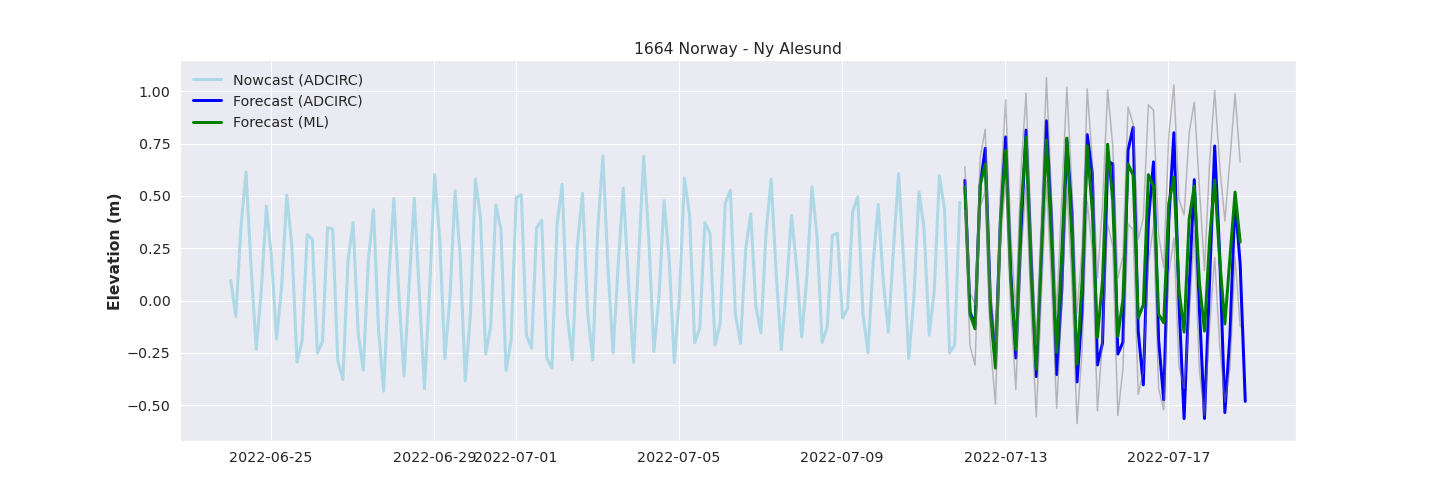 1664 Norway - Ny Alesund
Nowcast (ADCIRC)
Forecast (ADCIRC)
Forecast (ML)
Elevation (m)
1.00
0.75
0.50
0.25
0.00
−0.25
−0.50
2022-06-25
2022-06-29
2022-07-01
2022-07-05
2022-07-09
2022-07-13
2022-07-17